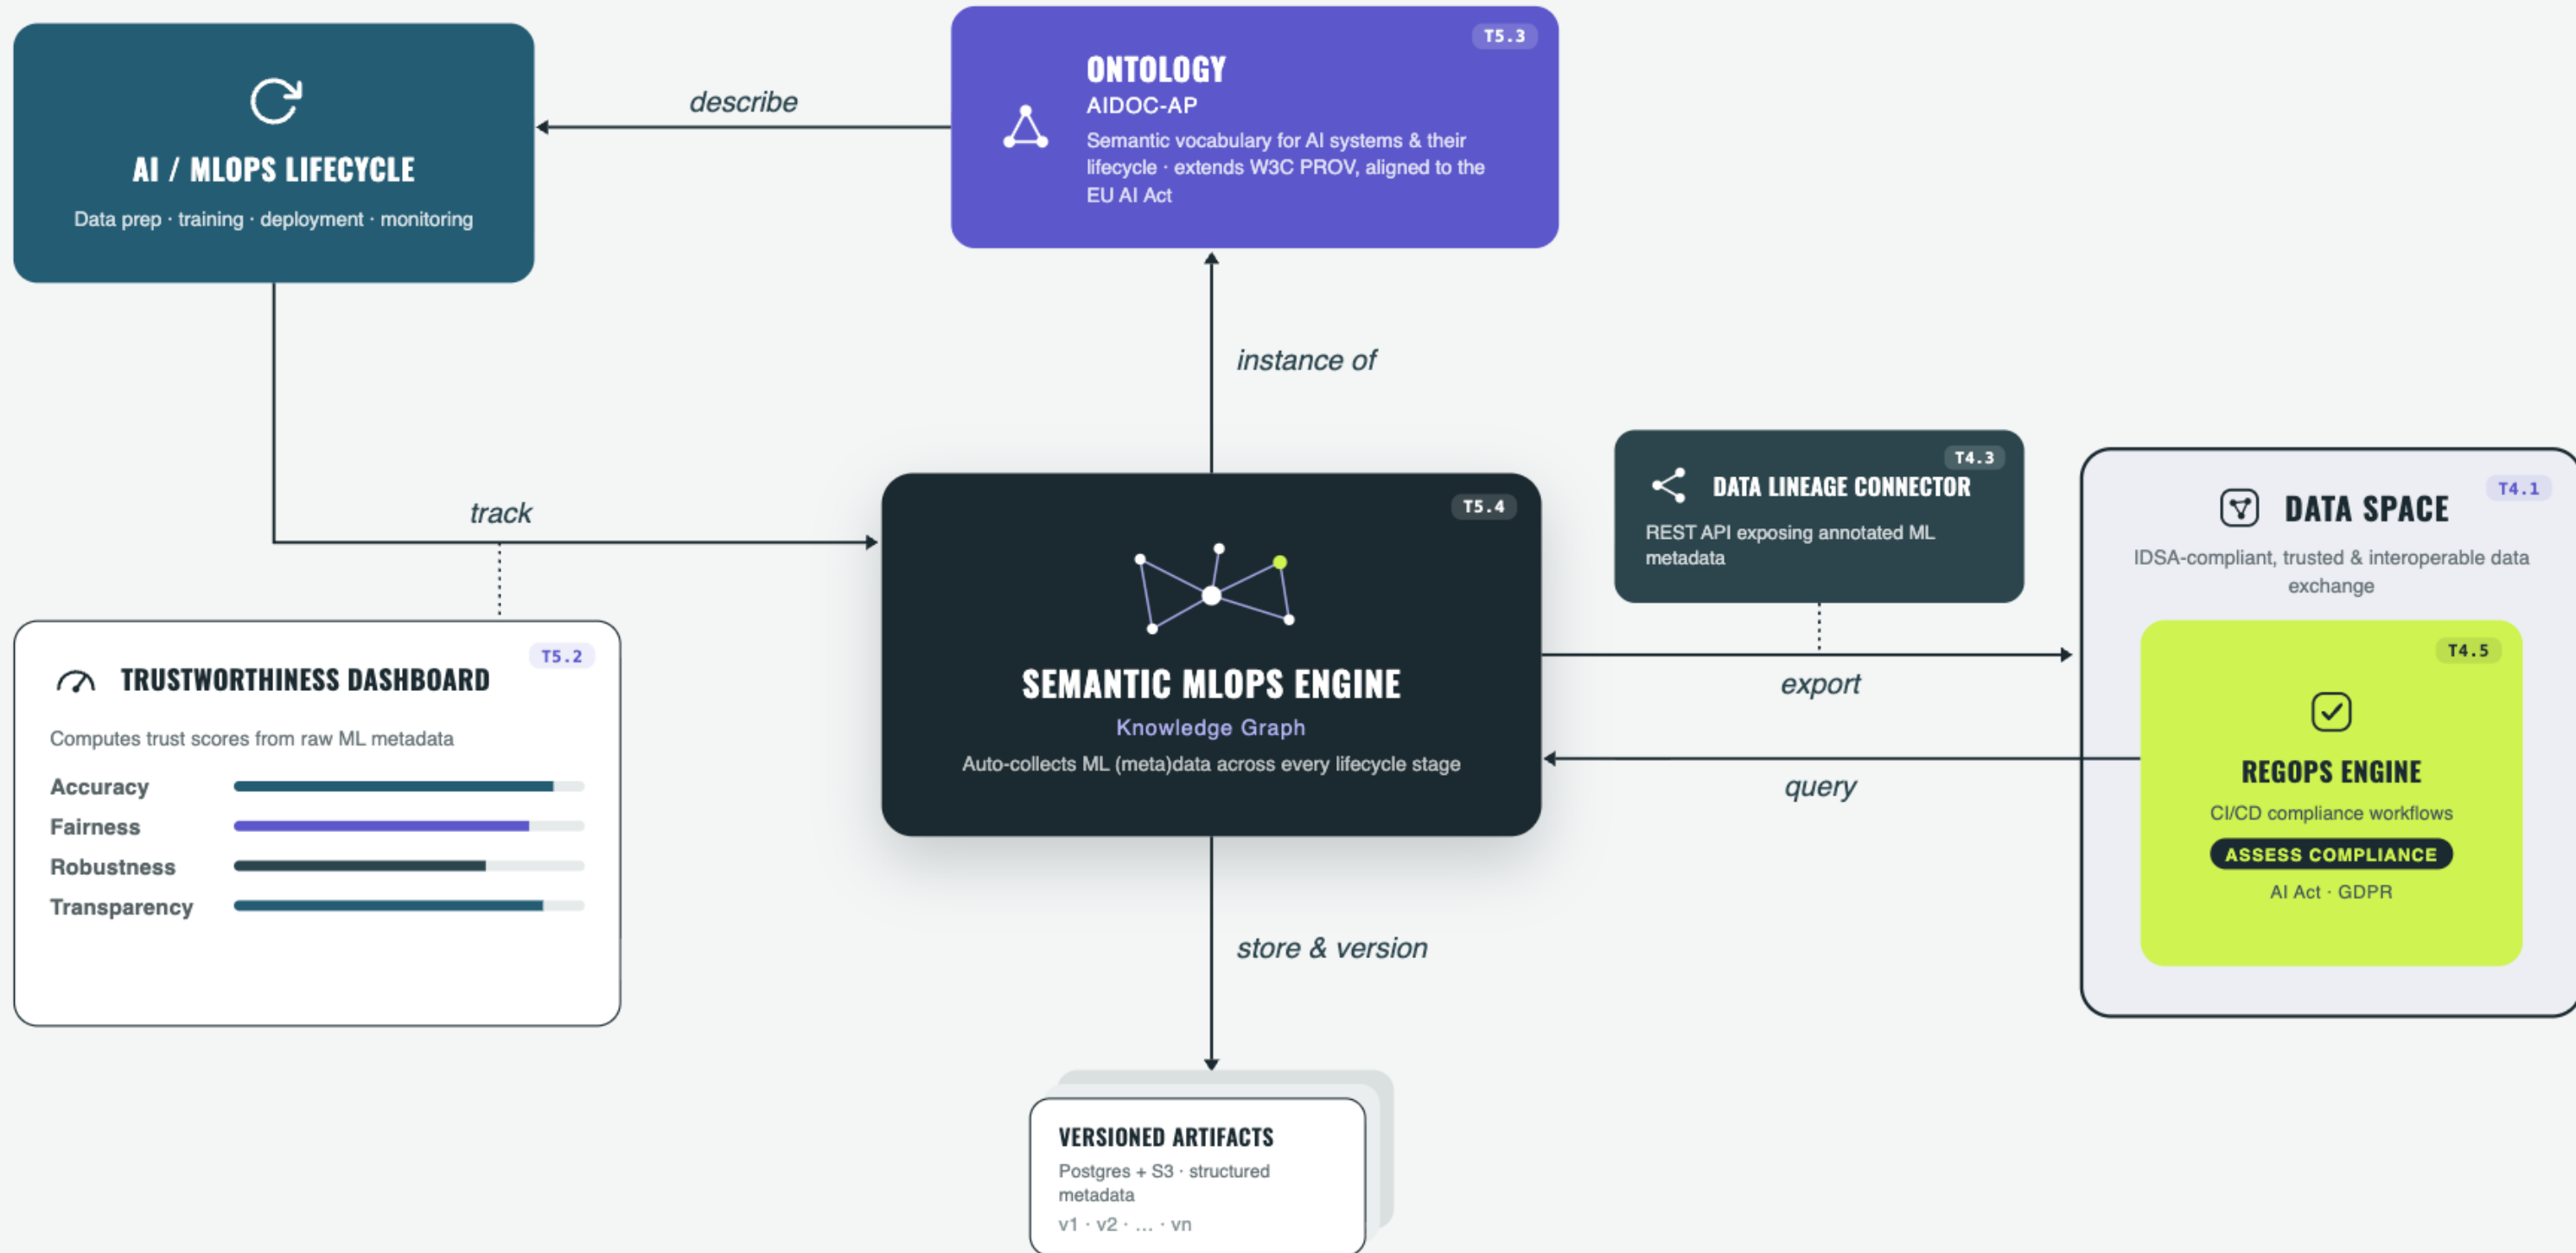 AI / MLOPS LIFECYCLE
Data prep · training · deployment · monitoring
describe
T5.3
ONTOLOGY
AIDOC-AP
Semantic vocabulary for AI systems & their
lifecycle · extends W3C PROV, aligned to the
EU AI Act
instance of
track
T5.2
TRUSTWORTHINESS DASHBOARD
Computes trust scores from raw ML metadata
Accuracy
Fairness
Robustness
Transparency
T5.4
SEMANTIC MLOPS ENGINE
Knowledge Graph
Auto-collects ML (meta)data across every lifecycle stage
T4.3
DATA LINEAGE CONNECTOR
REST API exposing annotated ML
metadata
export
query
T4.1
DATA SPACE
IDSA-compliant, trusted & interoperable data
exchange
T4.5
REGOPS ENGINE
CI/CD compliance workflows
ASSESS COMPLIANCE
AI Act · GDPR
store & version
VERSIONED ARTIFACTS
Postgres + S3 · structured
metadata
v1 · v2 · ... · vn